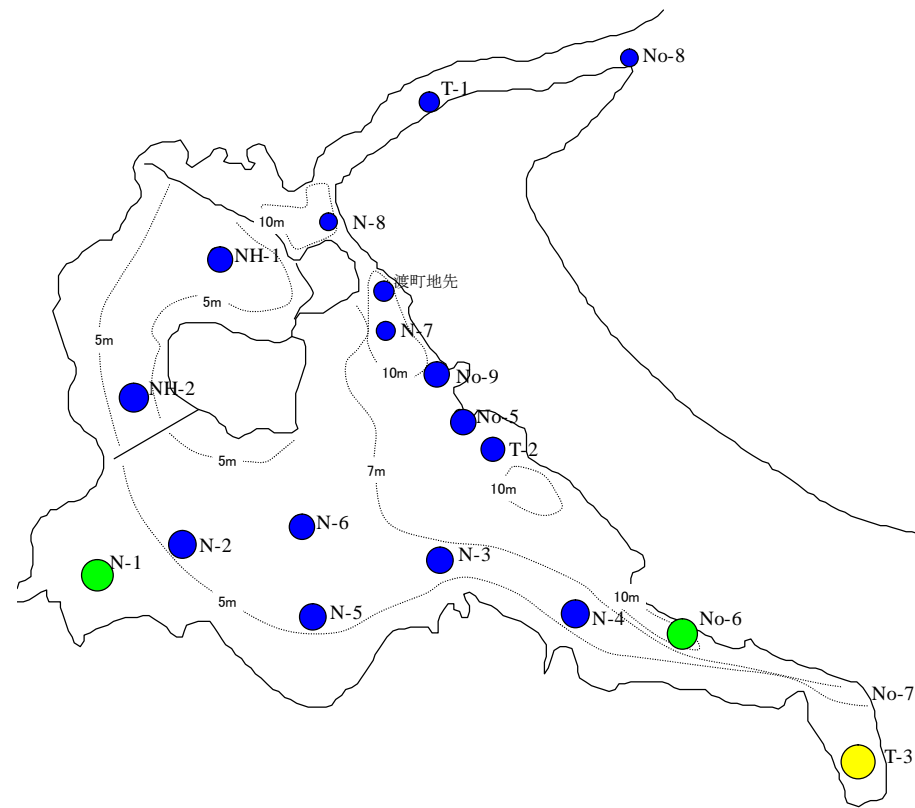 No-8
T-1
10m
N-8
NH-1
渡町地先
5m
N-7
5m
10m
No-9
NH-2
No-5
T-2
5m
7m
10m
N-6
N-2
N-3
N-1
5m
10m
N-5
N-4
No-6
No-7
T-3